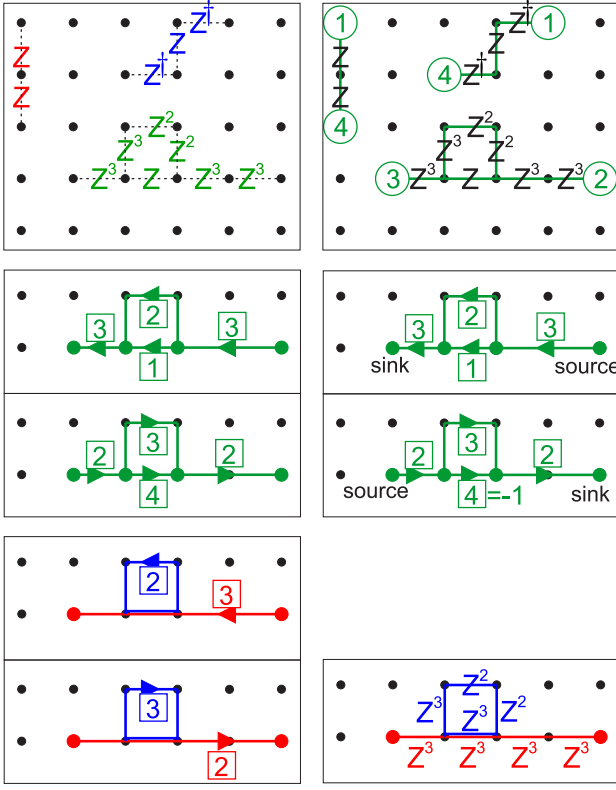 Z Z Z† Z Z†
Z³ Z² Z² Z³ Z Z³ Z³
1 4 Z Z 1 4 Z† Z Z†
3 2 Z³ Z³ Z² Z² Z Z³ Z³
3 2 3
1
3 2 3
sink 1 source
2 3 2
4
2 3 2
source 4=-1 sink
2 3
3
2
Z²
Z³ Z³ Z²
Z³ Z³ Z³ Z³